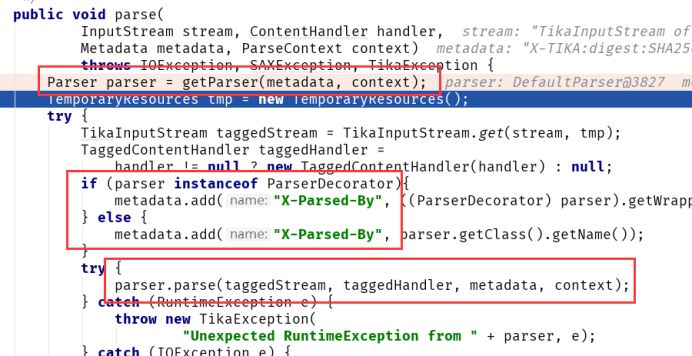 public void parse(
InputStream stream, ContentHandler handler, stream: "TikaInputStream of
Metadata metadata, ParseContext context) metadata: "X-TIKA:digest:SHA256
throws IOException, SAXException, TikaException {
Parser parser = getParser(metadata, context); parser: DefaultParser@3827 m
TemporaryResources tmp = new TemporaryResources();
try {
TikaInputStream taggedStream = TikaInputStream.get(stream, tmp);
TaggedContentHandler taggedHandler =
handler != null ? new TaggedContentHandler(handler) : null;
if (parser instanceof ParserDecorator){
metadata.add( name: "X-Parsed-By", ((ParserDecorator) parser).getWrapp
} else {
metadata.add( name: "X-Parsed-By", parser.getClass().getName());
}
try {
parser.parse(taggedStream, taggedHandler, metadata, context);
} catch (RuntimeException e) {
throw new TikaException(
"Unexpected RuntimeException from " + parser, e);
} catch (IOException e) {